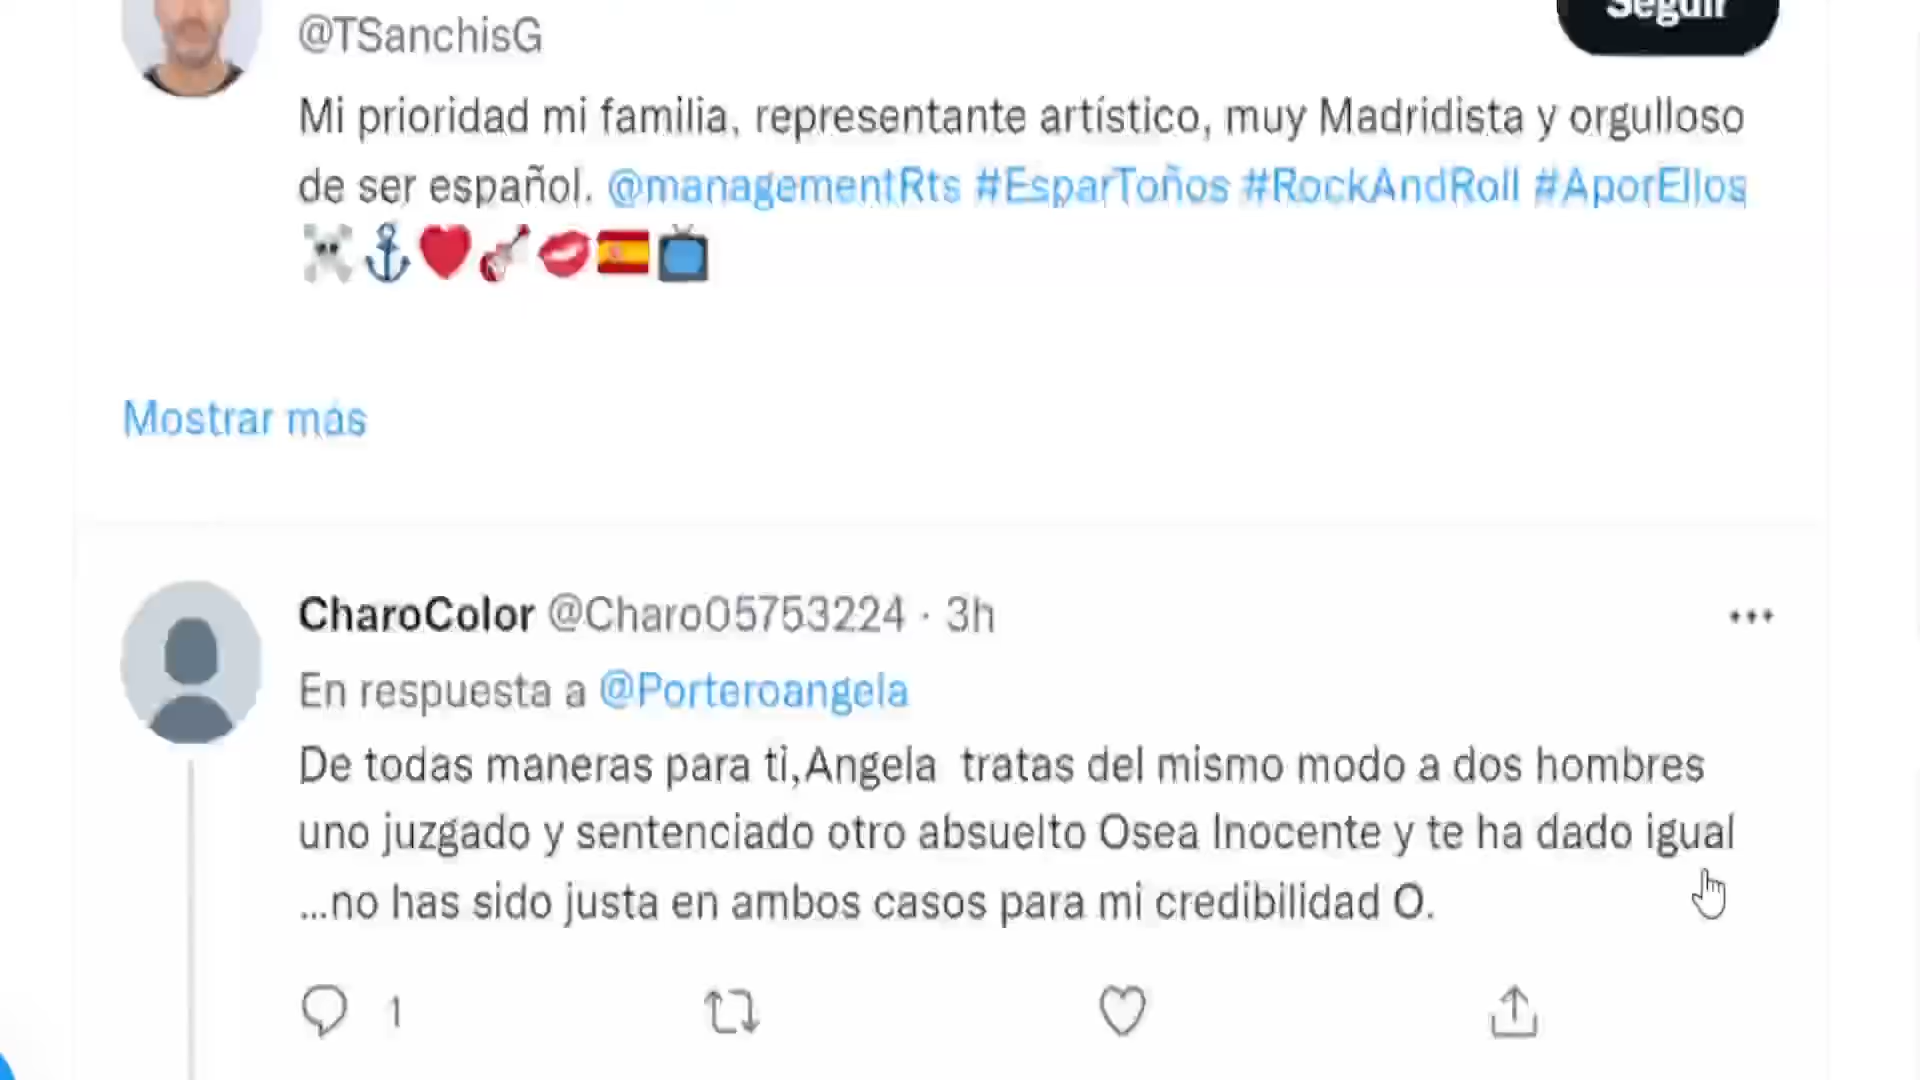 Seguir
@TSanchisG
Mi prioridad mi familia, representante artístico, muy Madridista y orgulloso
de ser español. @managementRts #EsparToños #RockAndRoll #AporEllos
Mostrar más
CharoColor @Charo05753224 · 3h
En respuesta a @Porteroangela
De todas maneras para ti,Angela tratas del mismo modo a dos hombres
uno juzgado y sentenciado otro absuelto Osea Inocente y te ha dado igual
...no has sido justa en ambos casos para mi credibilidad O.
1